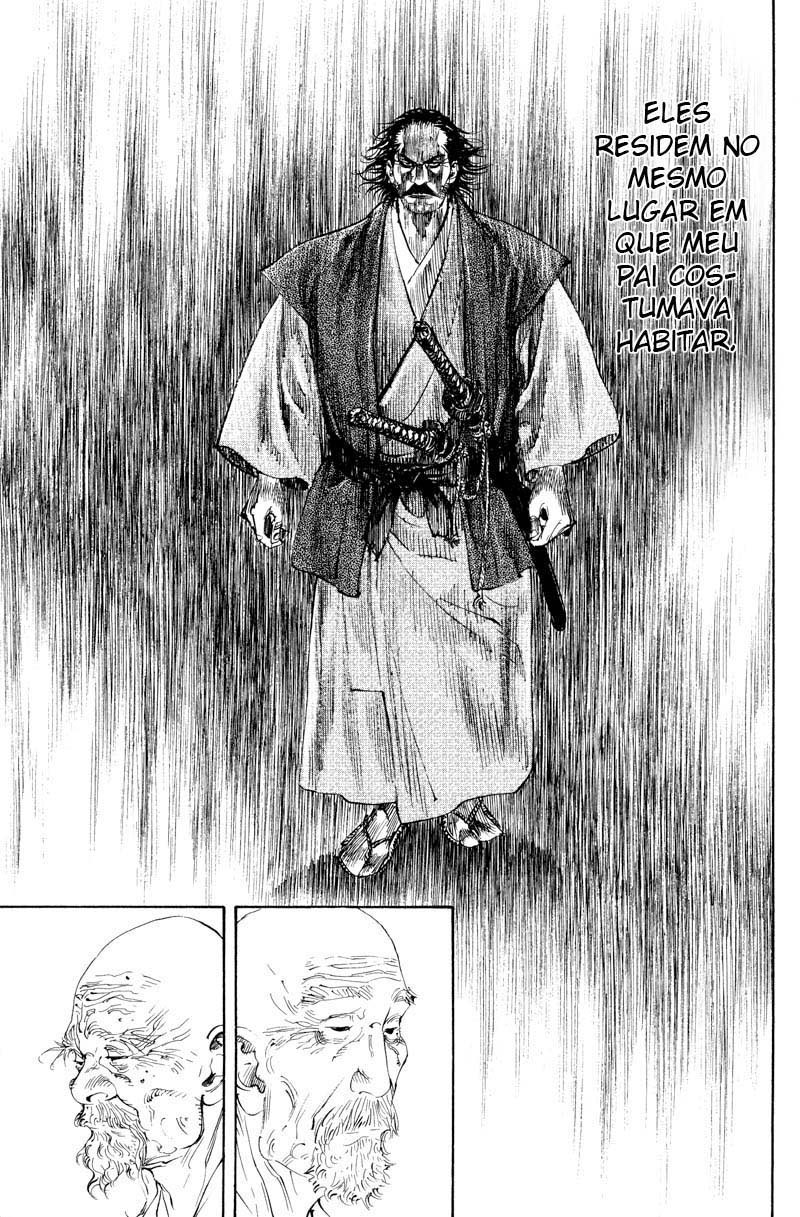 ELES
RESIDEM NO
MESMO
LUGAR EM
QUE MEU
PAI COS-
TUMAVA
HABITAR.